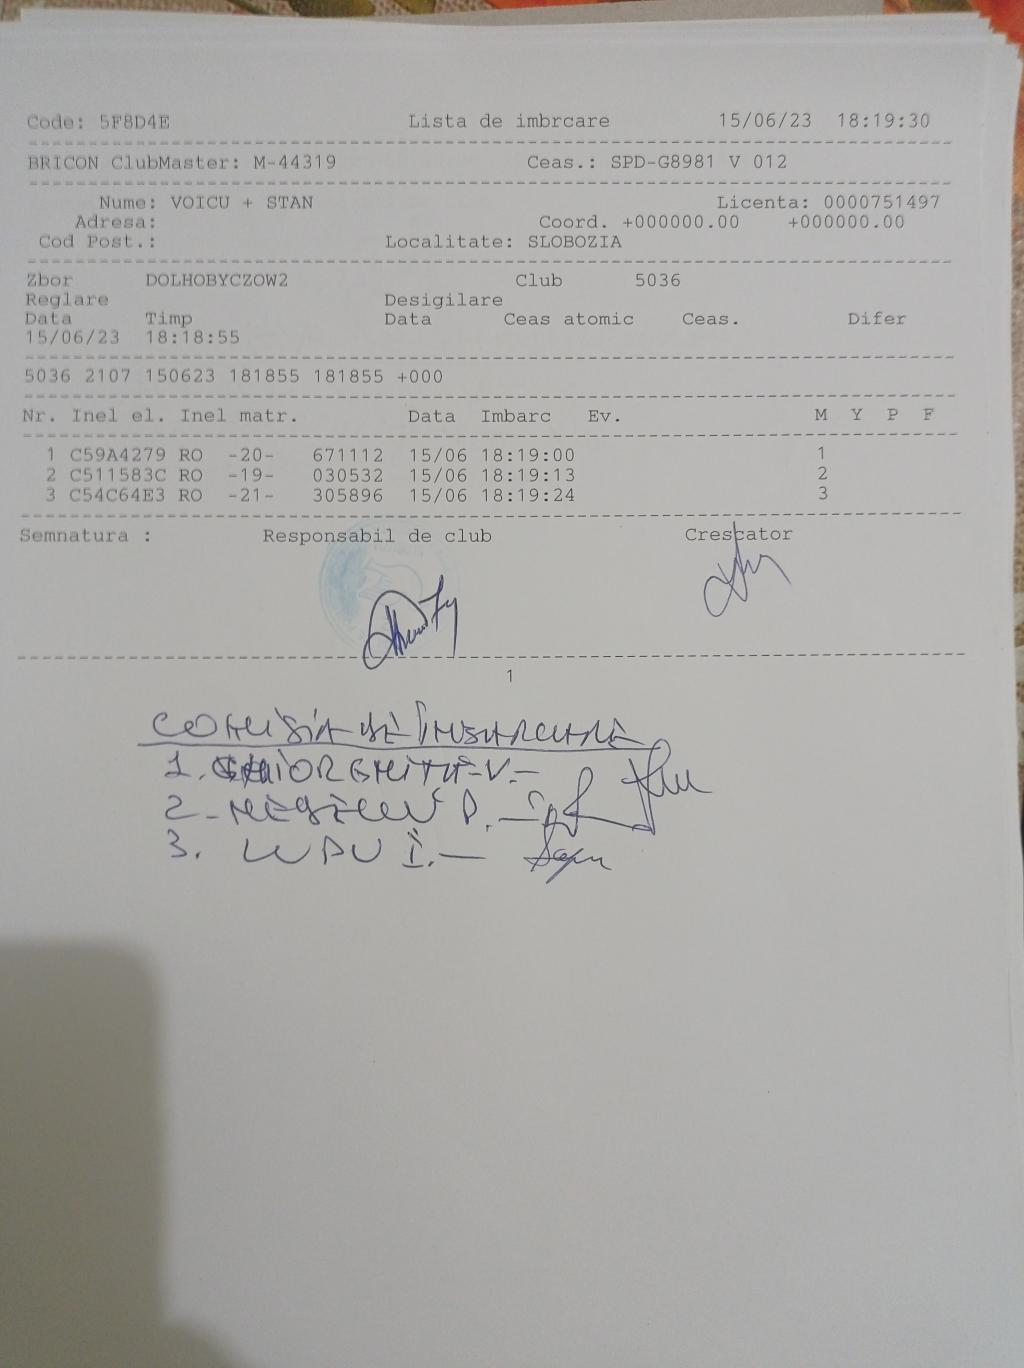 Code: 5F8D4E Lista de imbrcare 15/06/23 18:19:30
BRICON ClubMaster: M-44319 Ceas.: SPD-G8981 V 012
Nume: VOICU + STAN Licenta: 0000751497
Adresa: Coord. +000000.00 +000000.00
Cod Post.: Localitate: SLOBOZIA
Zbor DOLHOBYCZOW2 Club 5036
Reglare Desigilare
Data Timp Data Ceas atomic Ceas. Difer
15/06/23 18:18:55
5036 2107 150623 181855 181855 +000
Nr. Inel el. Inel matr. Data Imbarc Ev. M Y P F
1 C59A4279 RO -20- 671112 15/06 18:19:00 1
2 C511583C RO -19- 030532 15/06 18:19:13 2
3 C54C64E3 RO -21- 305896 15/06 18:19:24 3
Semnatura : Responsabil de club Crescator
1
COMISIA DE ÎMBARCARE
1. V.-
2- P. -
3. LUPU I. -